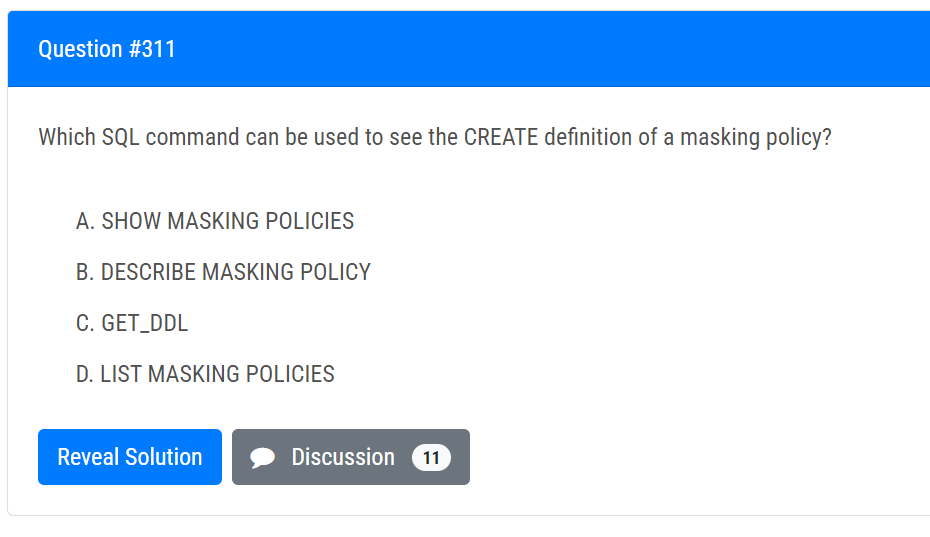 Question #311
Which SQL command can be used to see the CREATE definition of a masking policy?
A. SHOW MASKING POLICIES
B. DESCRIBE MASKING POLICY
C. GET_DDL
D. LIST MASKING POLICIES
Reveal Solution
Discussion 11